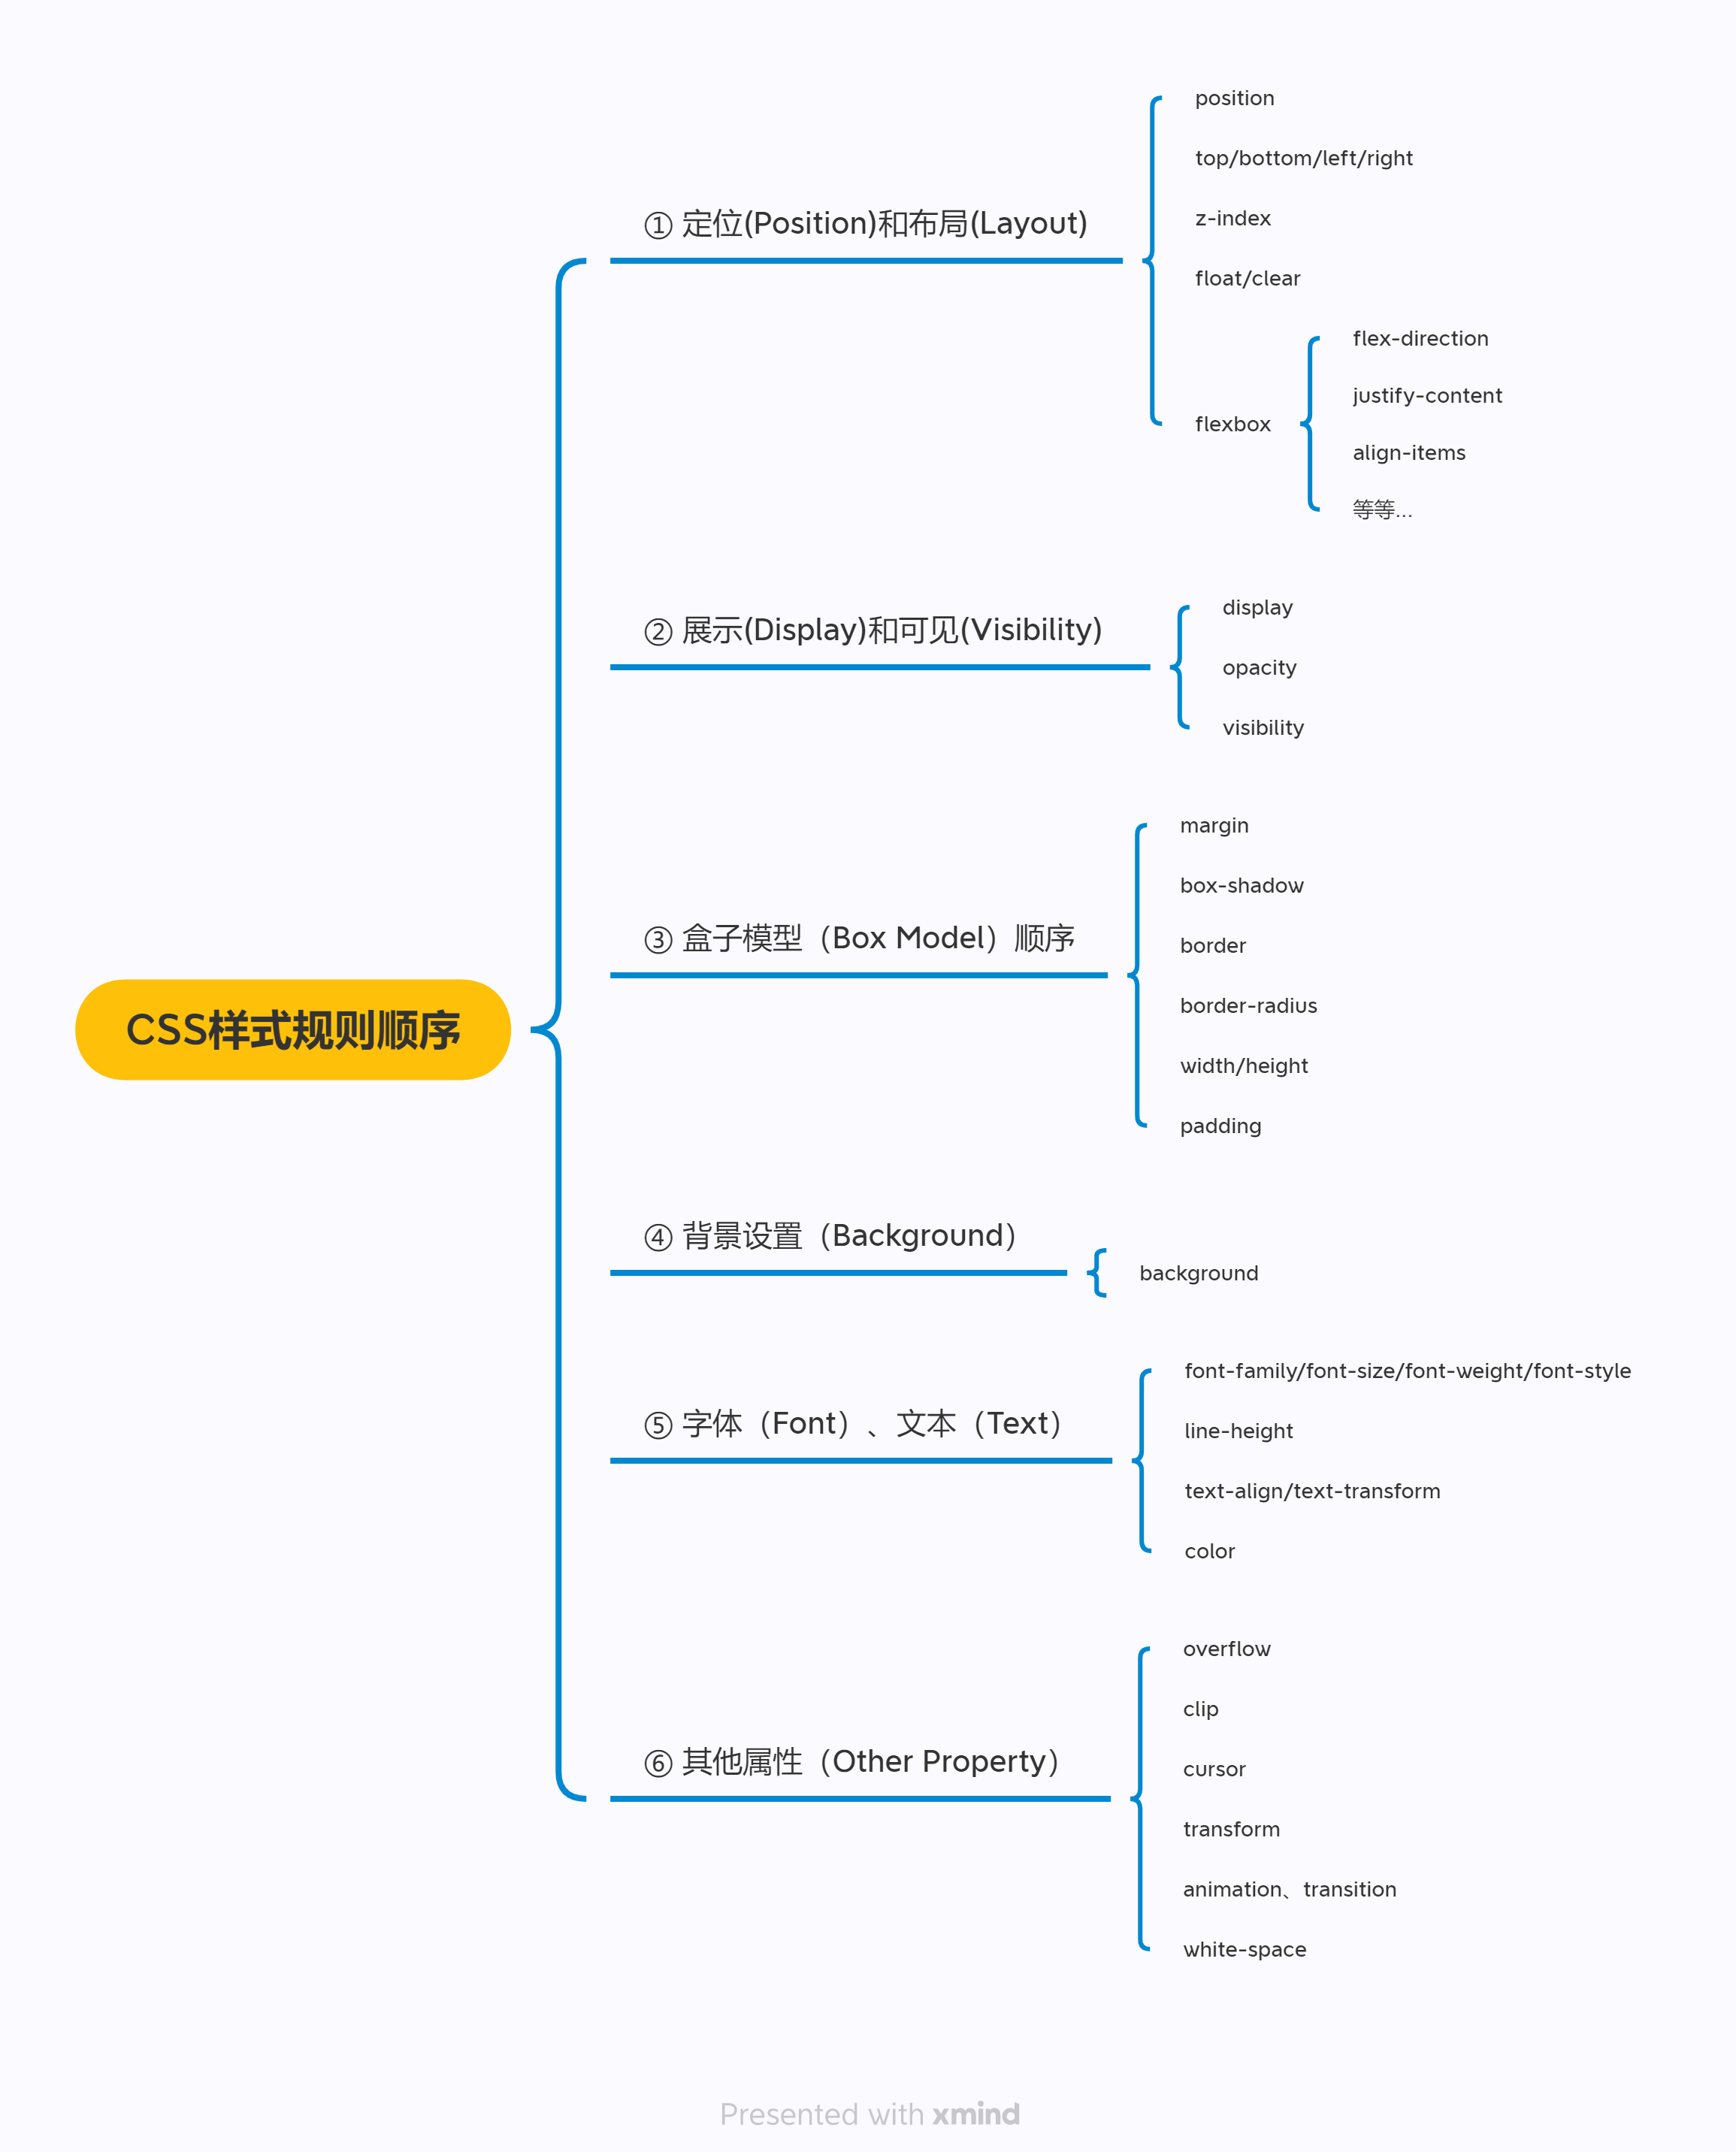 CSS样式规则顺序
① 定位(Position)和布局(Layout)
position
top/bottom/left/right
z-index
float/clear
flexbox
flex-direction
justify-content
align-items
等等...
② 展示(Display)和可见(Visibility)
display
opacity
visibility
③ 盒子模型（Box Model）顺序
margin
box-shadow
border
border-radius
width/height
padding
④ 背景设置（Background）
background
⑤ 字体（Font）、文本（Text）
font-family/font-size/font-weight/font-style
line-height
text-align/text-transform
color
⑥ 其他属性（Other Property）
overflow
clip
cursor
transform
animation、transition
white-space
Presented with xmind